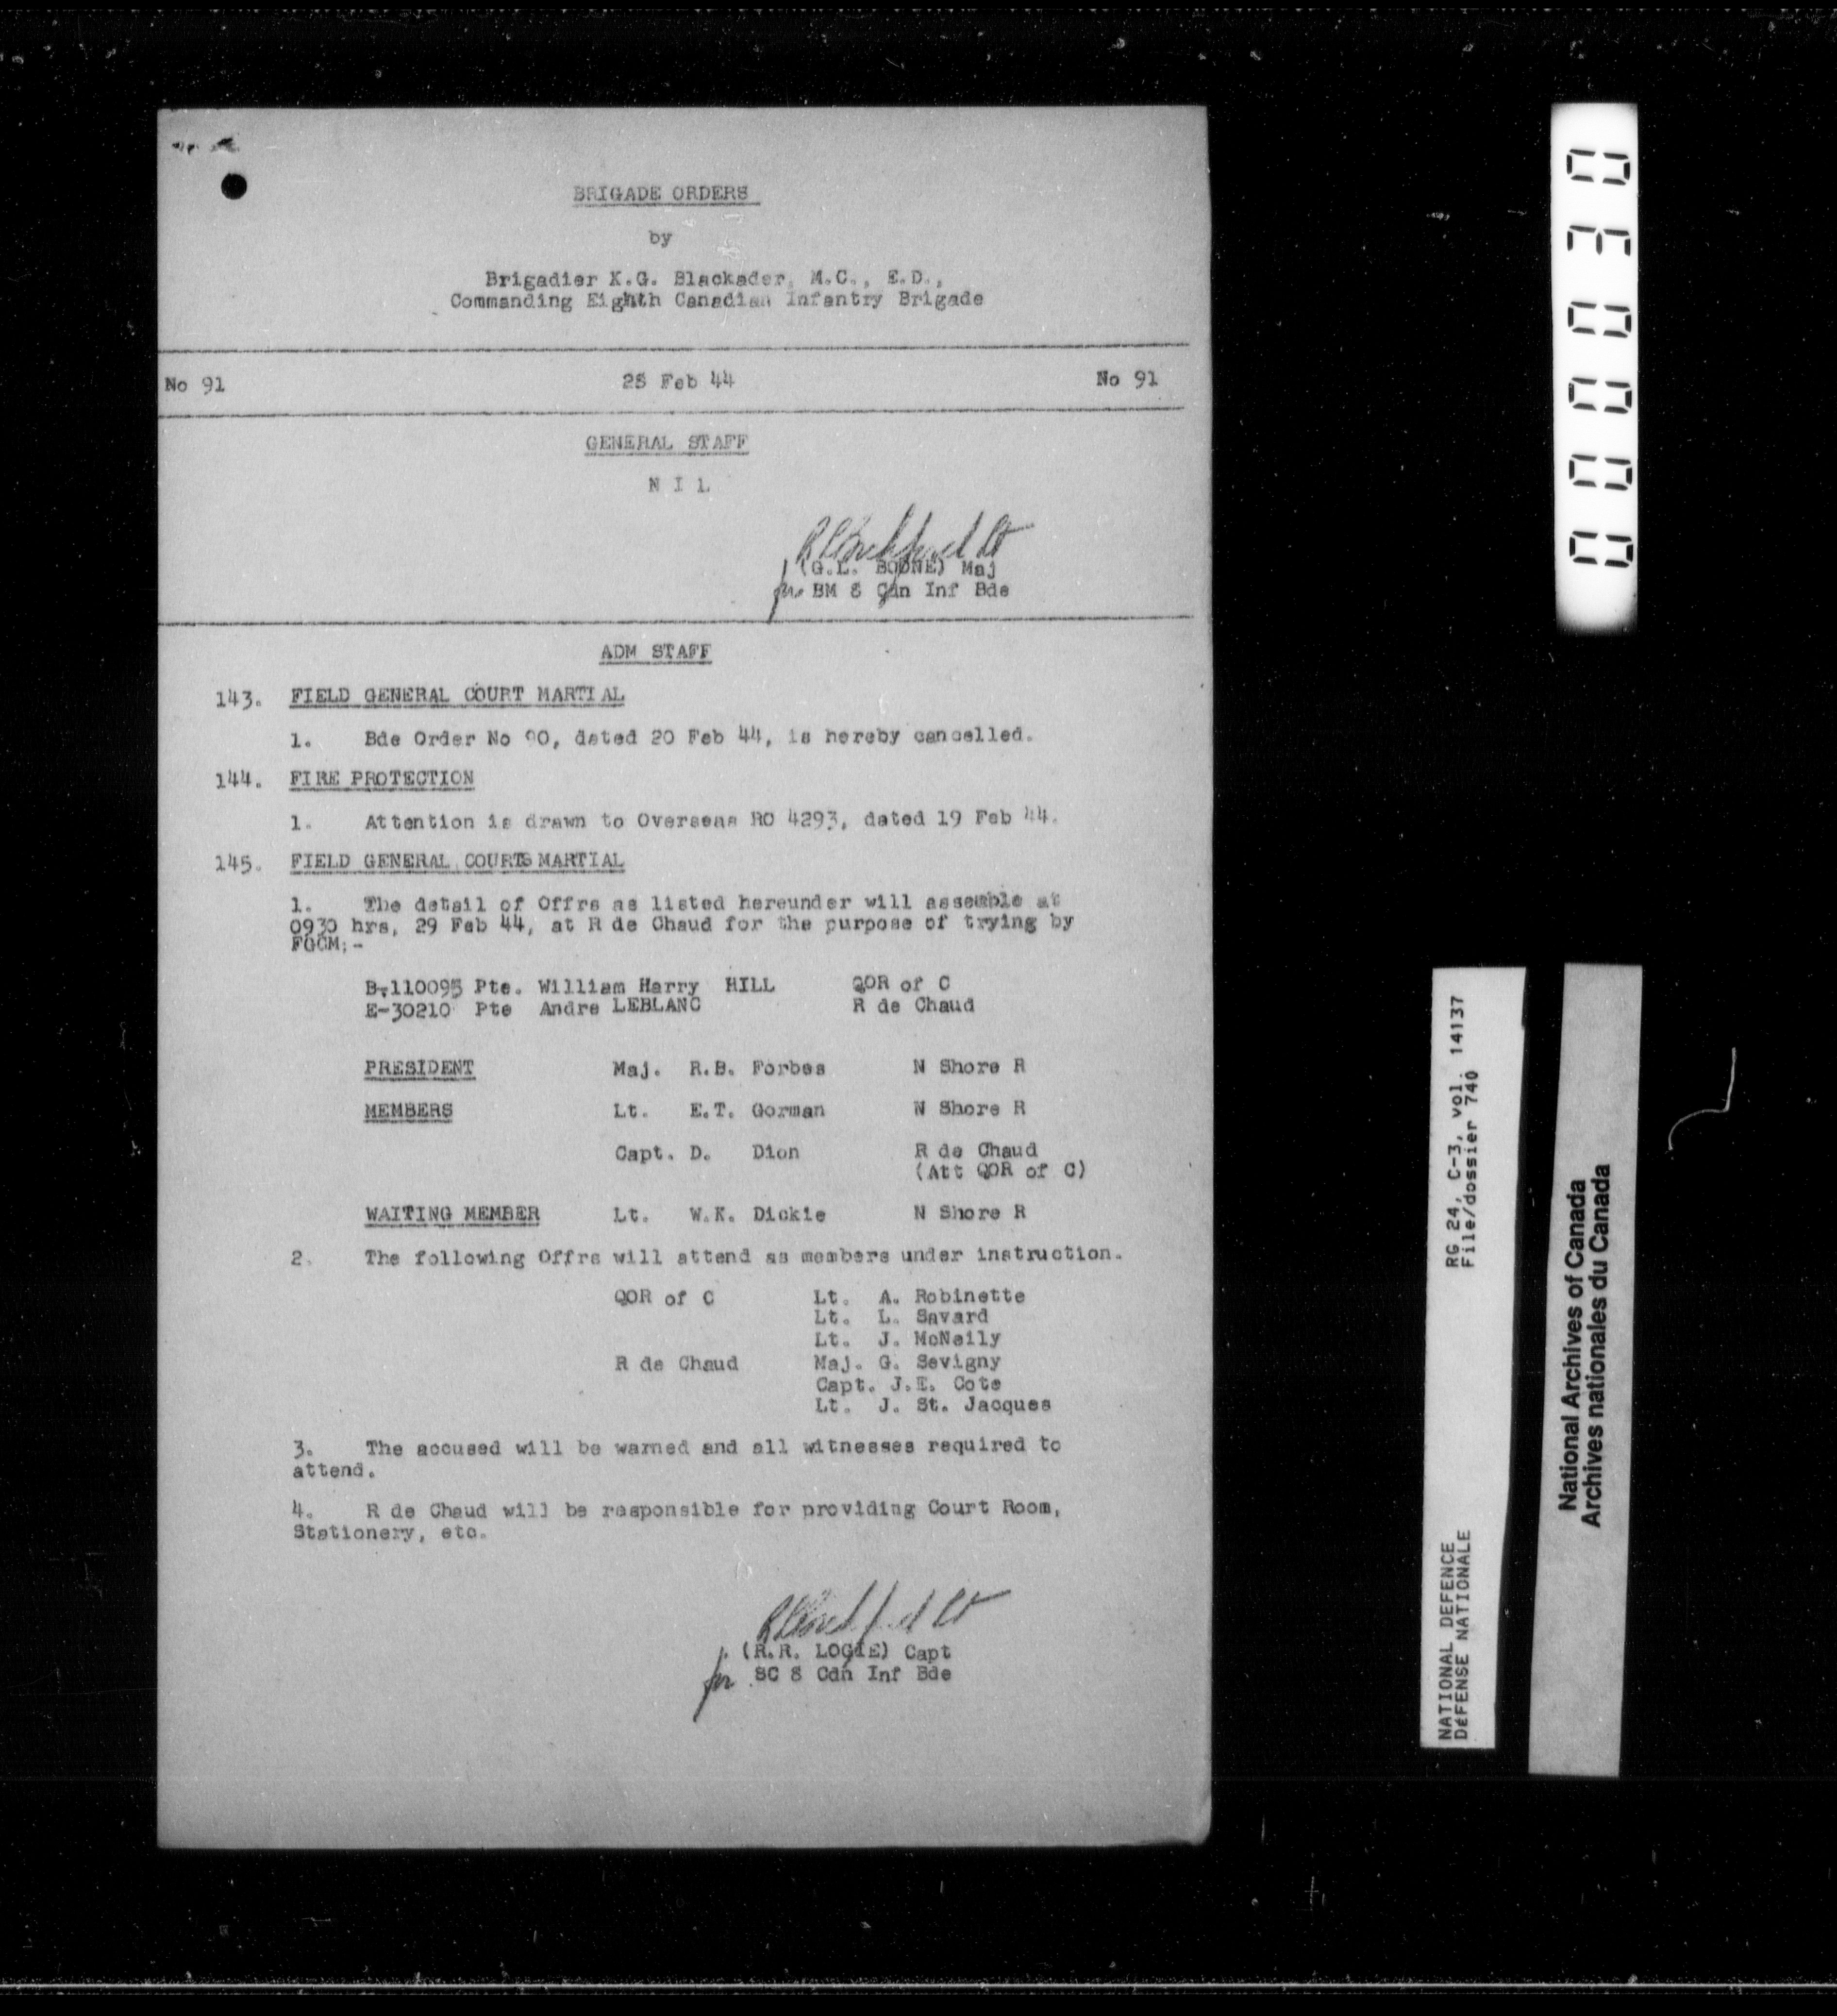 BRIGADE ORDERS
by
Brigadier K.G. Blackader, M.C., E.D.,
Commanding Eighth Canadian Infantry Brigade
No 91 28 Feb 44 No 91
GENERAL STAFF
N I L
(G.L. BOONE) Maj
for BM 8 Cdn Inf Bde
ADM STAFF
143. FIELD GENERAL COURT MARTIAL
1. Bde Order No 90, dated 20 Feb 44, is hereby cancelled.
144. FIRE PROTECTION
1. Attention is drawn to Overseas RO 4293, dated 19 Feb 44.
145. FIELD GENERAL COURTS MARTIAL
1. The detail of Offrs as listed hereunder will assemble at
0930 hrs, 29 Feb 44, at R de Chaud for the purpose of trying by
FGCM;-
B-110095 Pte. William Harry HILL QOR of C
E-30210 Pte Andre LEBLANC R de Chaud
PRESIDENT Maj. R.B. Forbes N Shore R
MEMBERS Lt. E.T. Gorman N Shore R
Capt. D. Dion R de Chaud
(Att QOR of C)
WAITING MEMBER Lt. W.K. Dickie N Shore R
2. The following Offrs will attend as members under instruction.
QOR of C Lt. A. Robinette
Lt. L. Savard
Lt. J. McNeily
R de Chaud Maj. G. Sevigny
Capt. J.E. Cote
Lt. J. St. Jacques
3. The accused will be warned and all witnesses required to
attend.
4. R de Chaud will be responsible for providing Court Room,
Stationery, etc.
(R.R. LOGIE) Capt
for SC 8 Cdn Inf Bde
000030
NATIONAL DEFENCE RG 24, C-3, vol. 14137
DéFENSE NATIONALE File/dossier 740
National Archives of Canada
Archives nationales du Canada